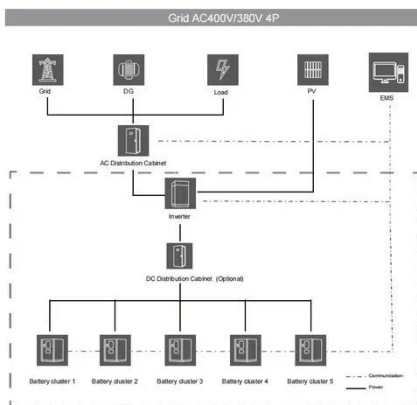 Grid AC400V/380V 4P
Grid
DG
Load
PV
EMS
AC Distribution Cabinet
Inverter
DC Distribution Cabinet (Optional)
Battery cluster 1
Battery cluster 2
Battery cluster 3
Battery cluster 4
Battery cluster 5
Communication
Power